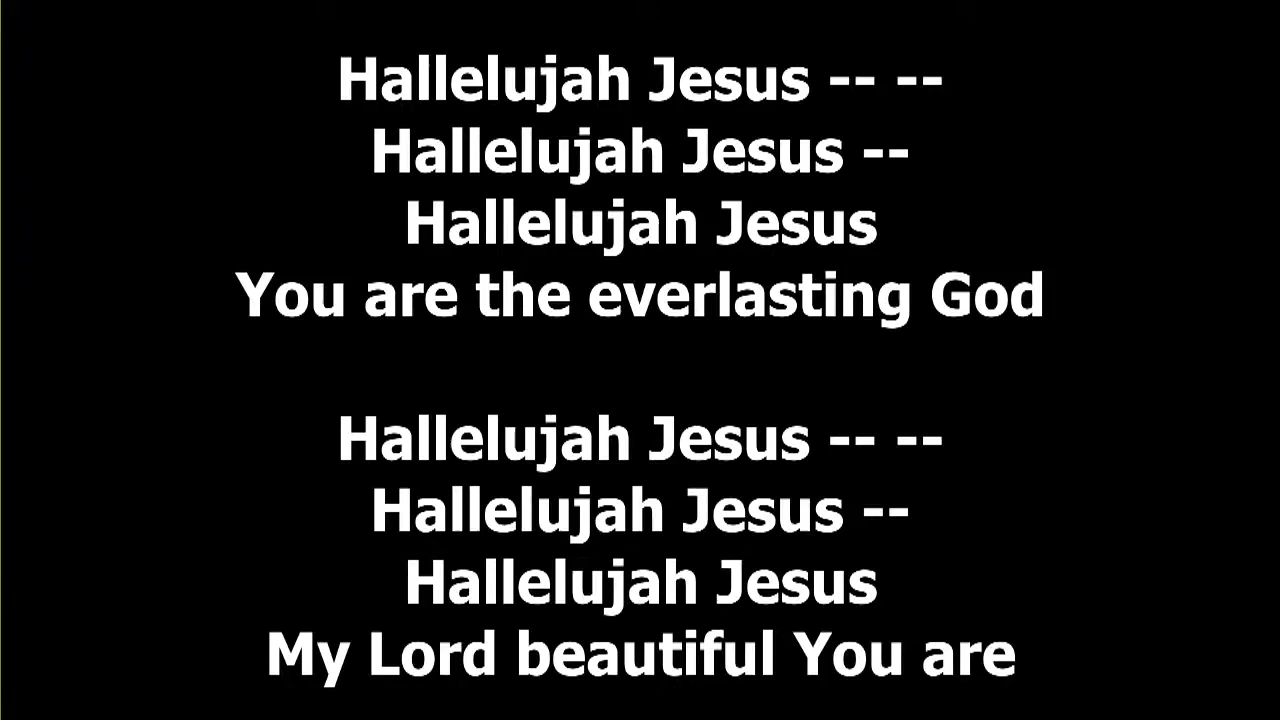 Hallelujah Jesus -- --
Hallelujah Jesus --
Hallelujah Jesus
You are the everlasting God
Hallelujah Jesus -- --
Hallelujah Jesus --
Hallelujah Jesus
My Lord beautiful You are